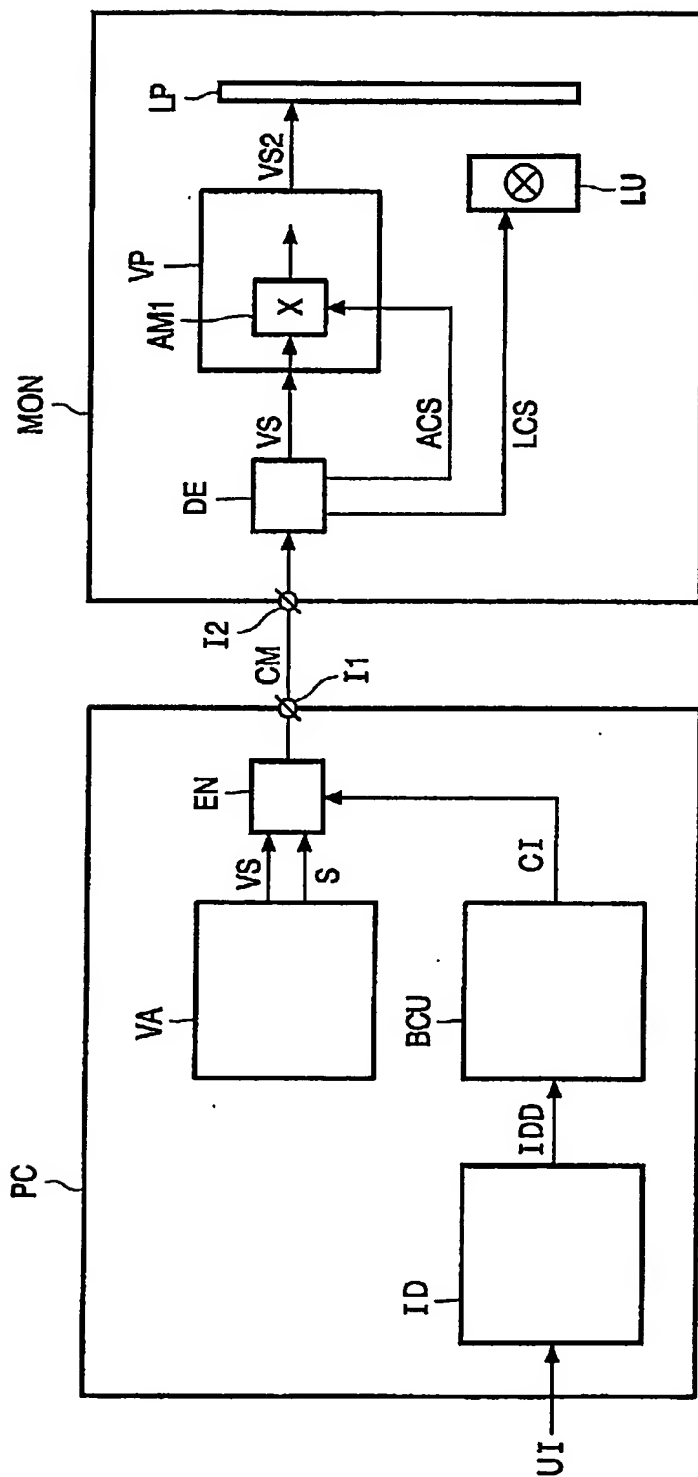 PC
UI
ID
IDD
BCU
CI
VA
VS
S
EN
I1
CM
I2
MON
DE
VS
ACS
LCS
AM1
X
VP
VS2
LP
LU